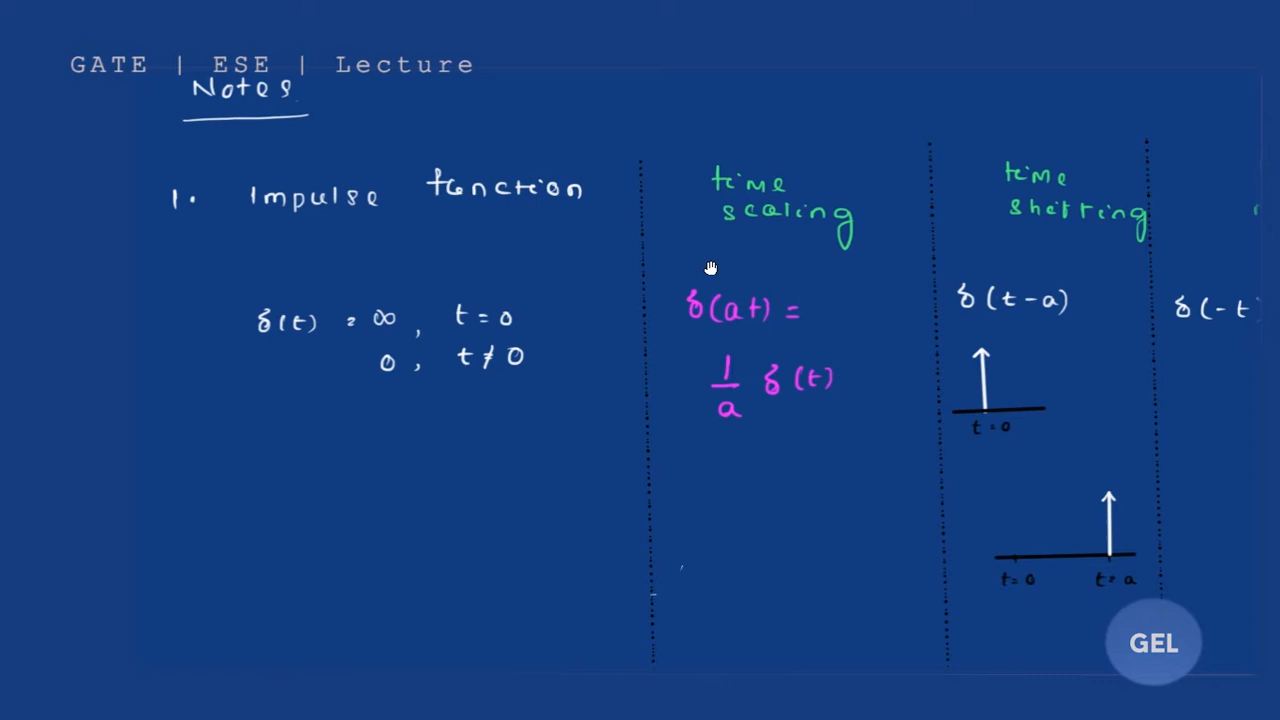 GATE | ESE | Lecture
Notes
1. Impulse function
δ(t) = ∞, t = 0
0, t ≠ 0
time
scaling
δ(at) =
1/a δ(t)
time
shifting
δ(t-a)
t=0
t=0 t=a
δ(-t)
GEL